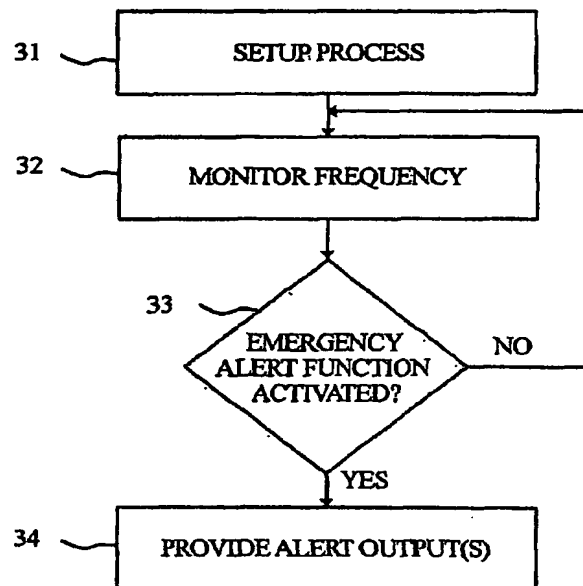 31
SETUP PROCESS
32
MONITOR FREQUENCY
33
EMERGENCY
ALERT FUNCTION
ACTIVATED?
NO
YES
34
PROVIDE ALERT OUTPUT(S)